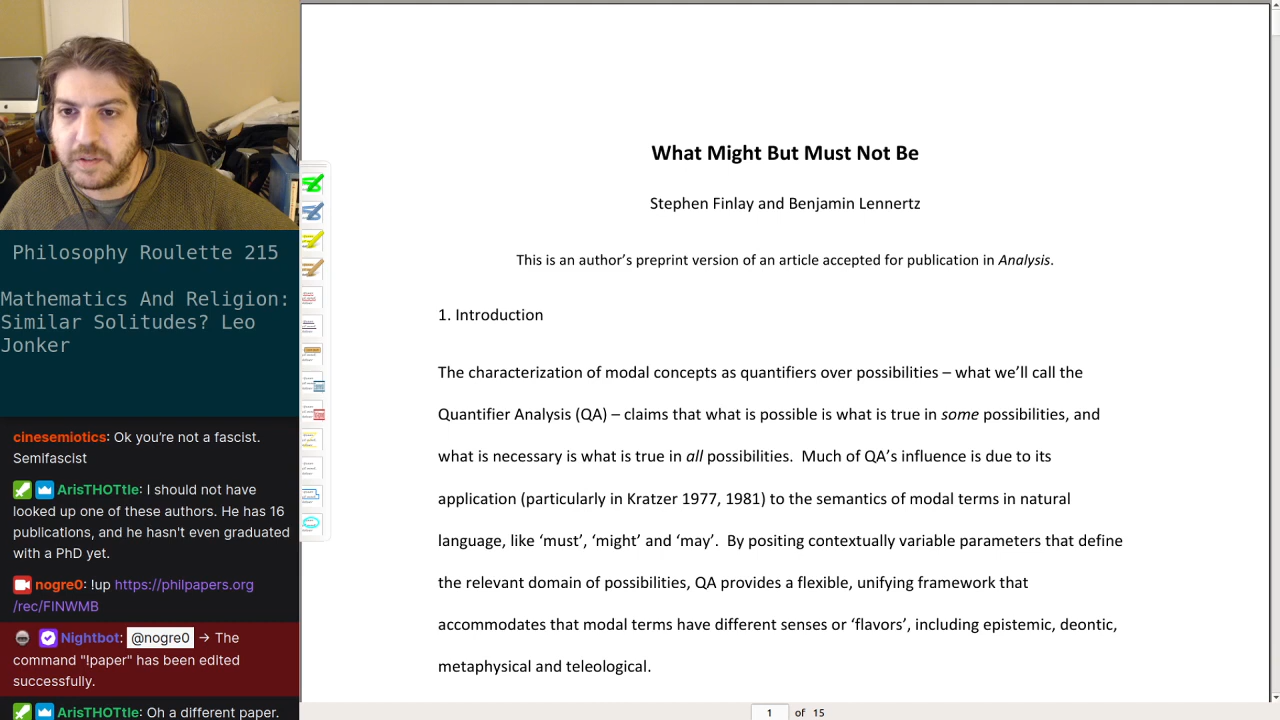 Philosophy Roulette 215
Mathematics And Religion:
Similar Solitudes? Leo
Jonker
cinesemiotics: Ok you're not a fascist.
Semifascist
ArisTHOTtle: I should not have
looked up one of these authors. He has 16
publications, and he hasn't even graduated
with a PhD yet.
nogre0: !up https://philpapers.org
/rec/FINWMB
Nightbot: @nogre0 → The
command "!paper" has been edited
successfully.
ArisTHOTtle: Oh a different paper.
What Might But Must Not Be
Stephen Finlay and Benjamin Lennertz
This is an author's preprint version of an article accepted for publication in Analysis.
1. Introduction
The characterization of modal concepts as quantifiers over possibilities – what we'll call the
Quantifier Analysis (QA) – claims that what is possible is what is true in some possibilities, and
what is necessary is what is true in all possibilities.  Much of QA's influence is due to its
application (particularly in Kratzer 1977, 1981) to the semantics of modal terms in natural
language, like 'must', 'might' and 'may'.  By positing contextually variable parameters that define
the relevant domain of possibilities, QA provides a flexible, unifying framework that
accommodates that modal terms have different senses or 'flavors', including epistemic, deontic,
metaphysical and teleological.
1 of 15